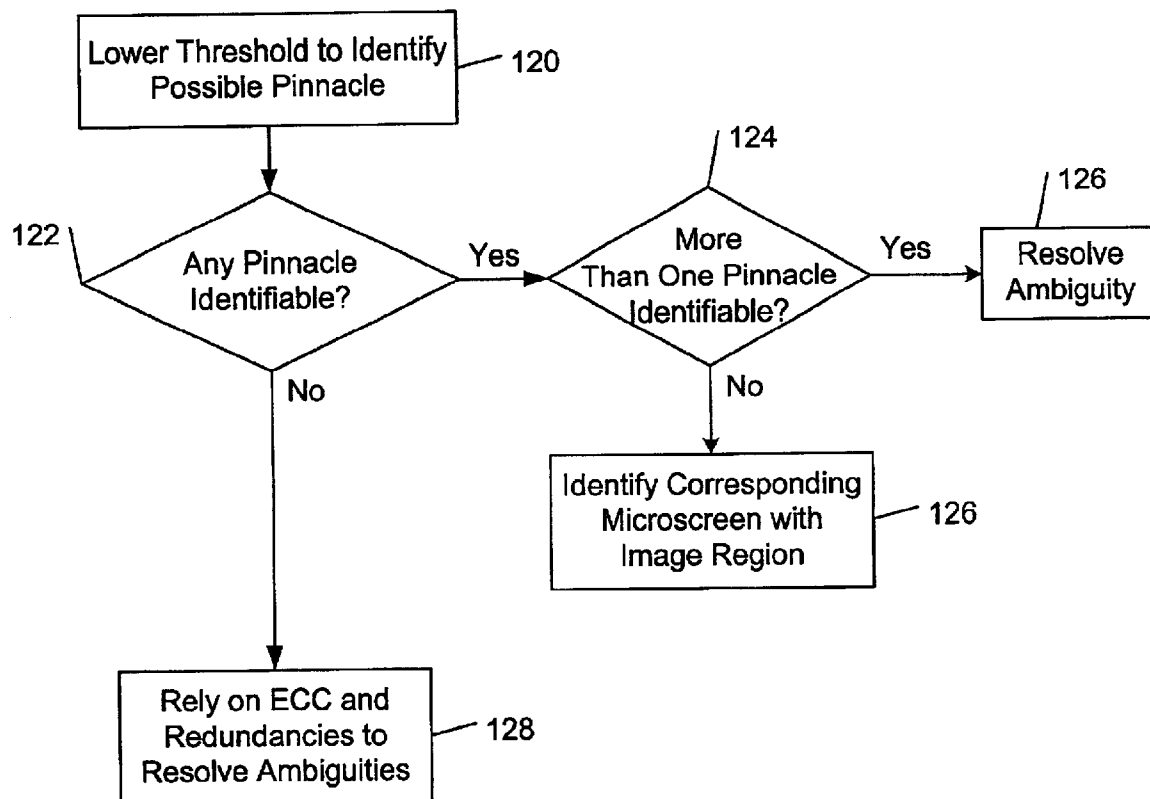 Lower Threshold to Identify
Possible Pinnacle
120
122
Any Pinnacle
Identifiable?
Yes
No
124
More
Than One Pinnacle
Identifiable?
Yes
No
126
Resolve
Ambiguity
Identify Corresponding
Microscreen with
Image Region
126
Rely on ECC and
Redundancies to
Resolve Ambiguities
128